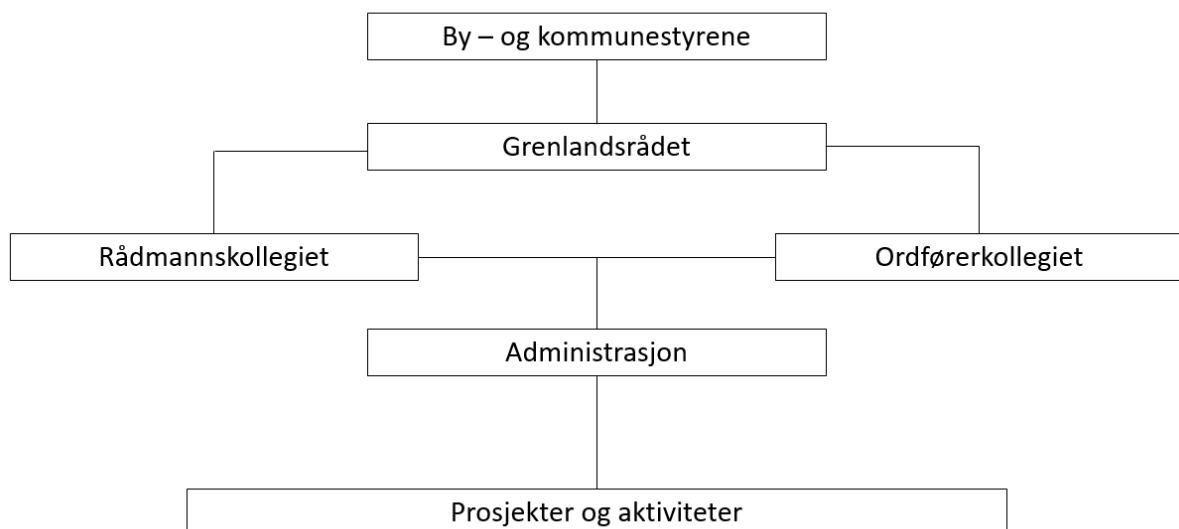 By – og kommunestyrene
Grenlandsrådet
Rådmannskollegiet
Ordførerkollegiet
Administrasjon
Prosjekter og aktiviteter